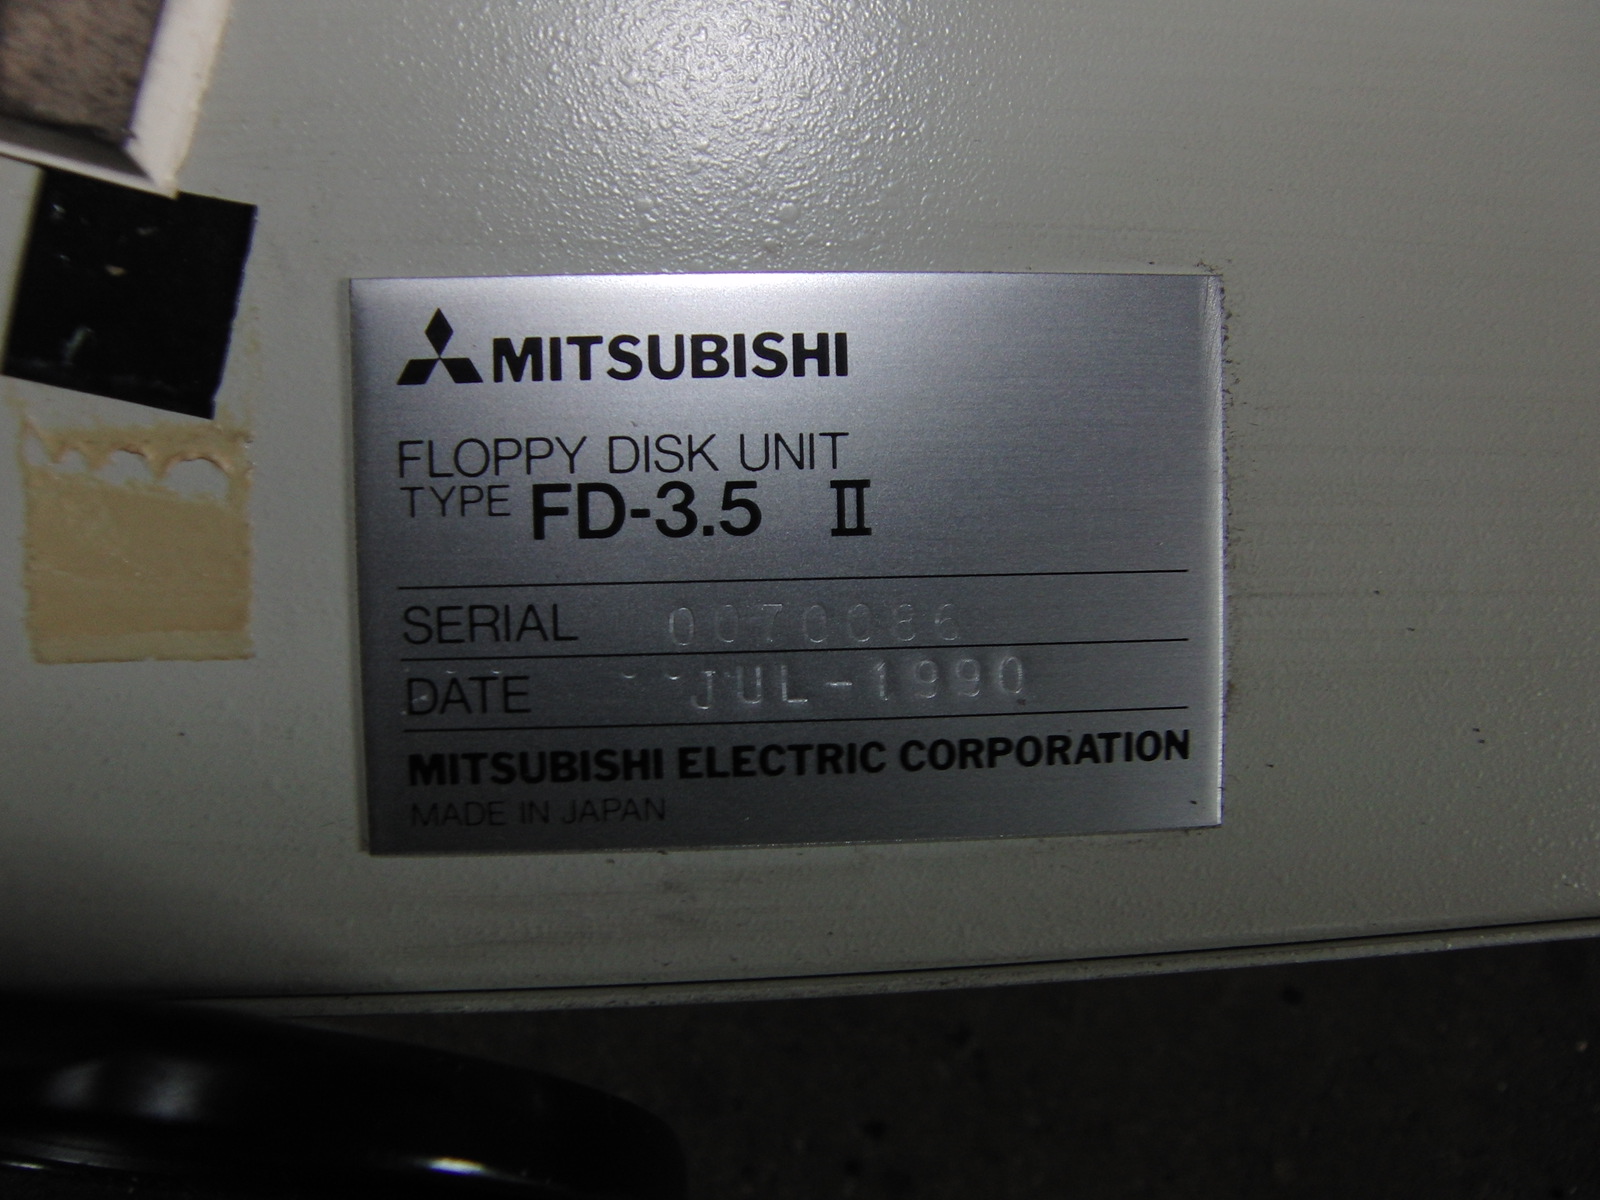 MITSUBISHI
FLOPPY DISK UNIT
TYPE FD-3.5 II
SERIAL 0070086
DATE JUL-1990
MITSUBISHI ELECTRIC CORPORATION
MADE IN JAPAN